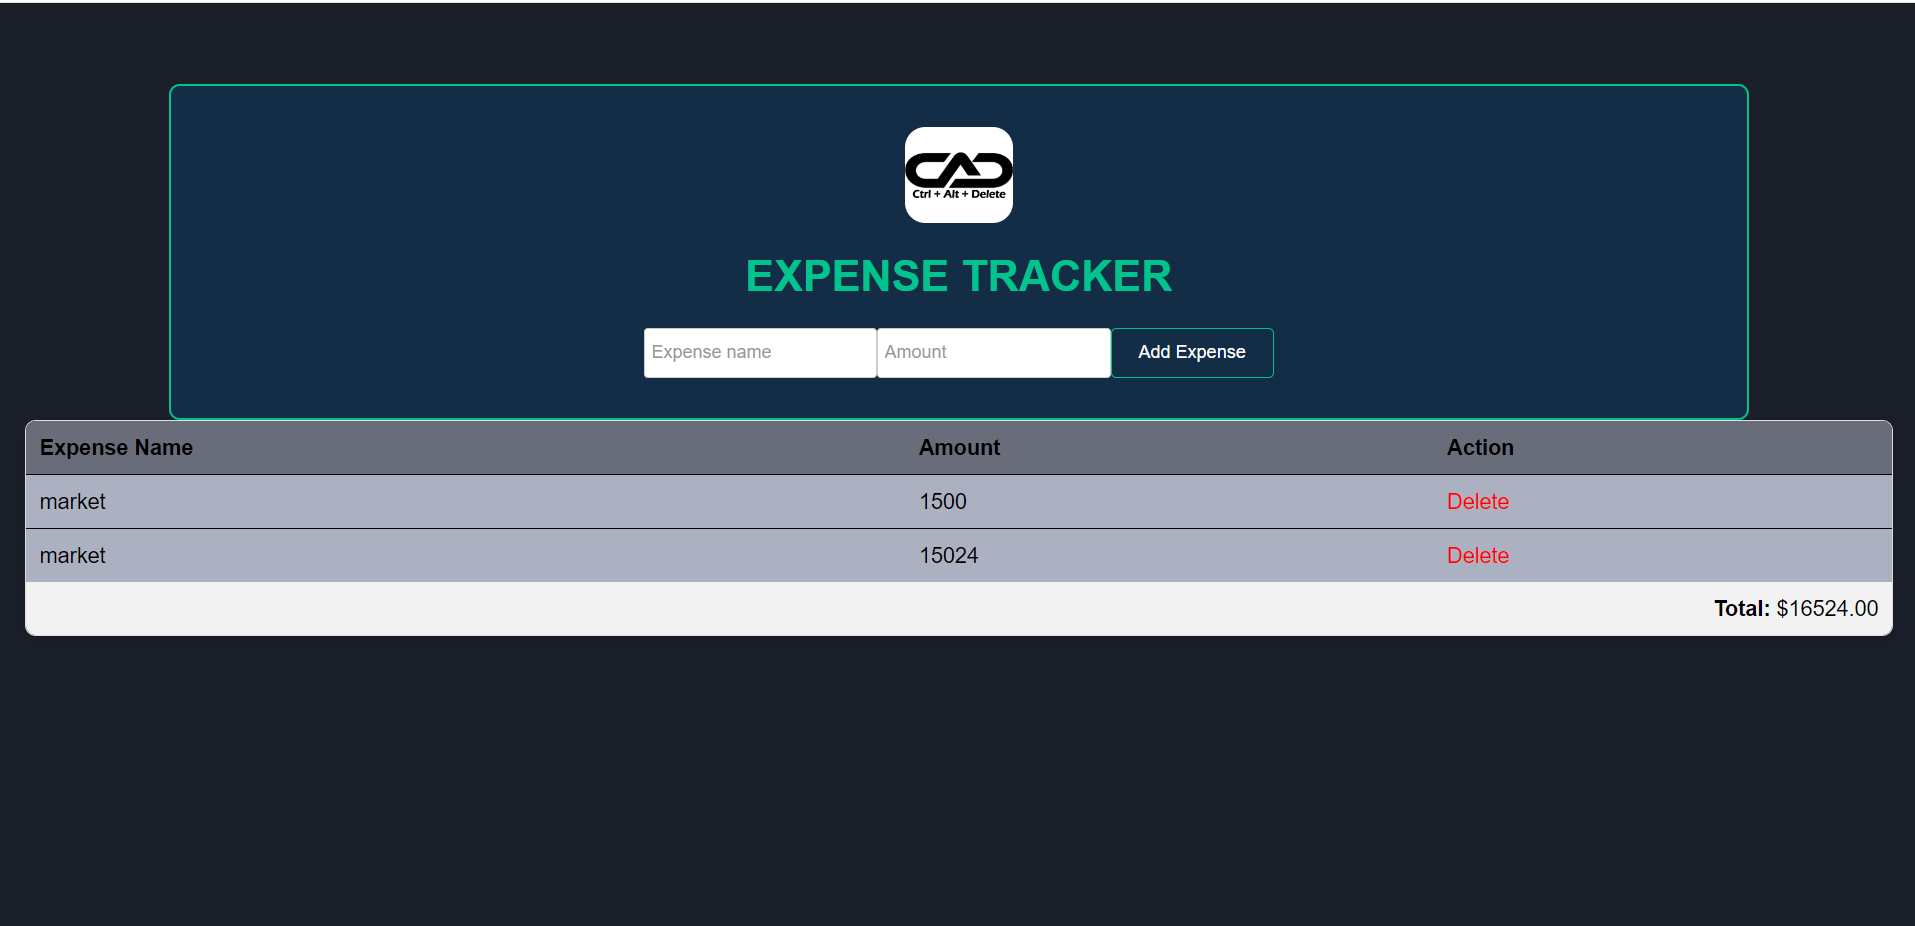 Ctrl + Alt + Delete
EXPENSE TRACKER
Expense name Amount Add Expense
Expense Name Amount Action
market 1500 Delete
market 15024 Delete
Total: $16524.00